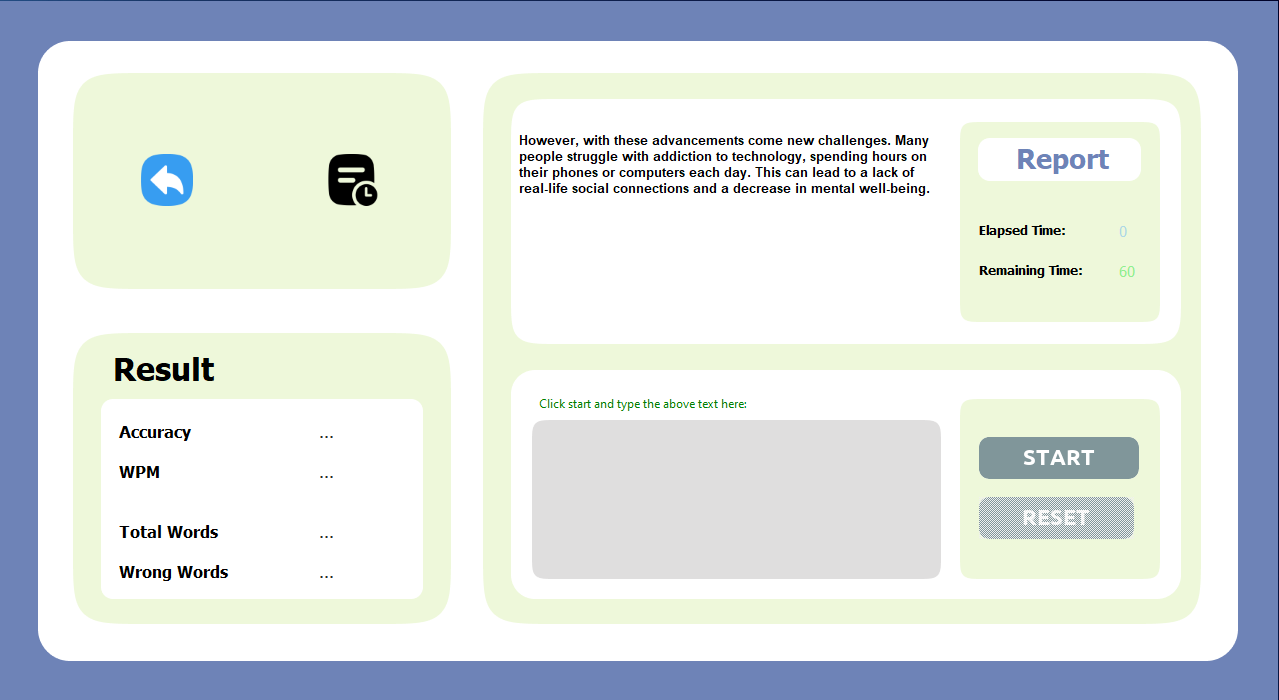 However, with these advancements come new challenges. Many
people struggle with addiction to technology, spending hours on
their phones or computers each day. This can lead to a lack of
real-life social connections and a decrease in mental well-being.
Report
Elapsed Time: 0
Remaining Time: 60
Result
Accuracy ...
WPM ...
Total Words ...
Wrong Words ...
Click start and type the above text here:
START
RESET